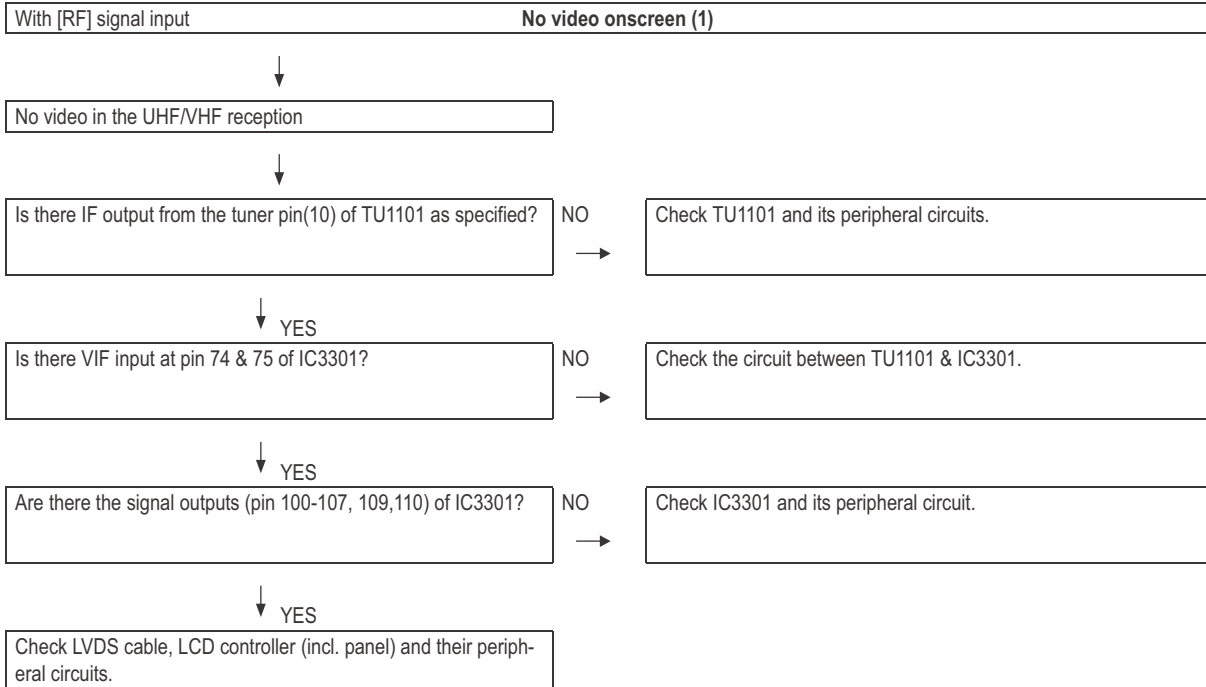 With [RF] signal input No video onscreen (1)
No video in the UHF/VHF reception
Is there IF output from the tuner pin(10) of TU1101 as specified? NO Check TU1101 and its peripheral circuits.
YES
Is there VIF input at pin 74 & 75 of IC3301? NO Check the circuit between TU1101 & IC3301.
YES
Are there the signal outputs (pin 100-107, 109,110) of IC3301? NO Check IC3301 and its peripheral circuit.
YES
Check LVDS cable, LCD controller (incl. panel) and their periph-
eral circuits.